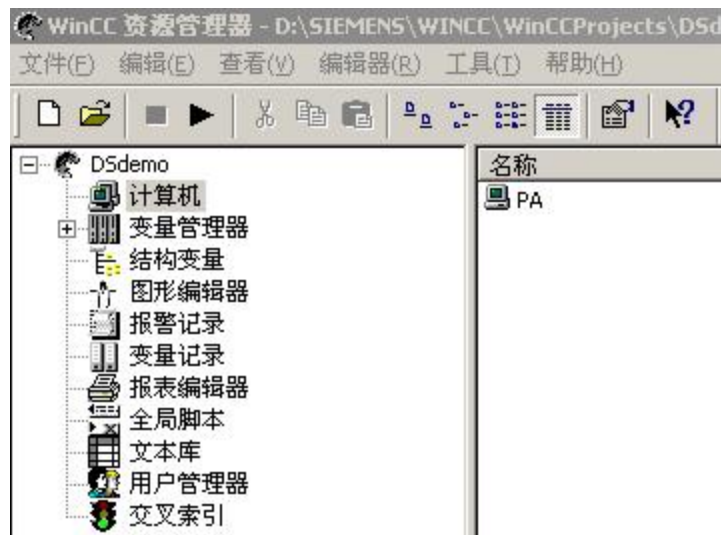 WinCC 资源管理器 - D:\SIEMENS\WINCC\WinCCProjects\DSd
文件(F) 编辑(E) 查看(V) 编辑器(R) 工具(T) 帮助(H)
DSdemo
计算机
变量管理器
结构变量
图形编辑器
报警记录
变量记录
报表编辑器
全局脚本
文本库
用户管理器
交叉索引
名称
PA